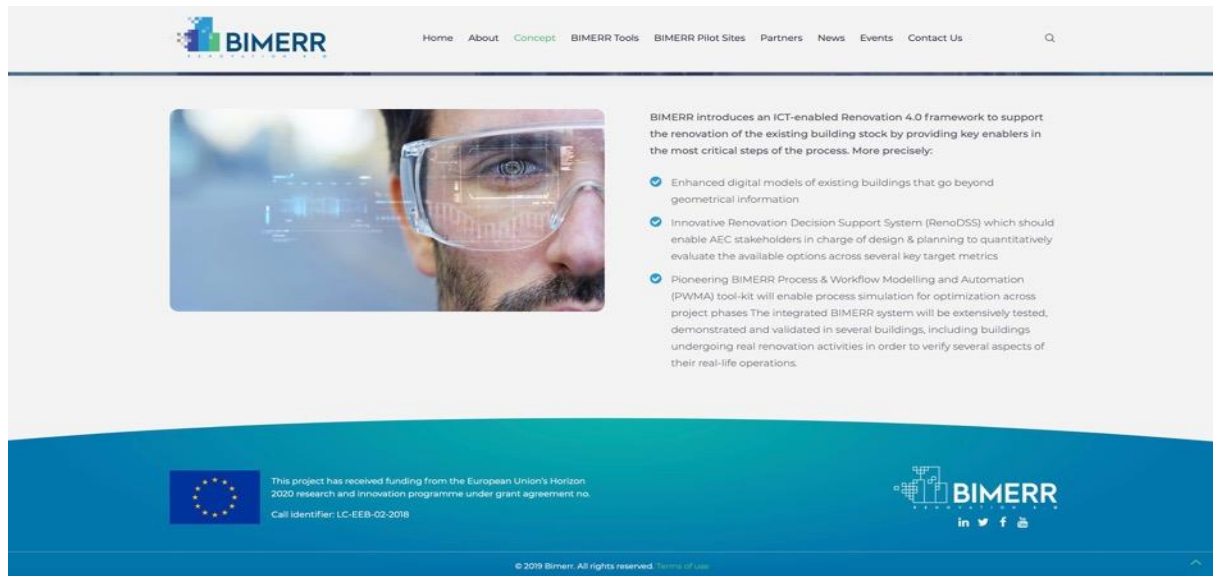 BIMERR
RENOVATION 4.0
Home About Concept BIMERR Tools BIMERR Pilot Sites Partners News Events Contact Us
BIMERR introduces an ICT-enabled Renovation 4.0 framework to support
the renovation of the existing building stock by providing key enablers in
the most critical steps of the process. More precisely:
Enhanced digital models of existing buildings that go beyond
geometrical information
Innovative Renovation Decision Support System (RenoDSS) which should
enable AEC stakeholders in charge of design & planning to quantitatively
evaluate the available options across several key target metrics
Pioneering BIMERR Process & Workflow Modelling and Automation
(PWMA) tool-kit will enable process simulation for optimization across
project phases The integrated BIMERR system will be extensively tested,
demonstrated and validated in several buildings, including buildings
undergoing real renovation activities in order to verify several aspects of
their real-life operations.
This project has received funding from the European Union's Horizon
2020 research and innovation programme under grant agreement no.
Call identifier: LC-EEB-02-2018
BIMERR
RENOVATION 4.0
in f
© 2019 Bimerr. All rights reserved. Terms of use